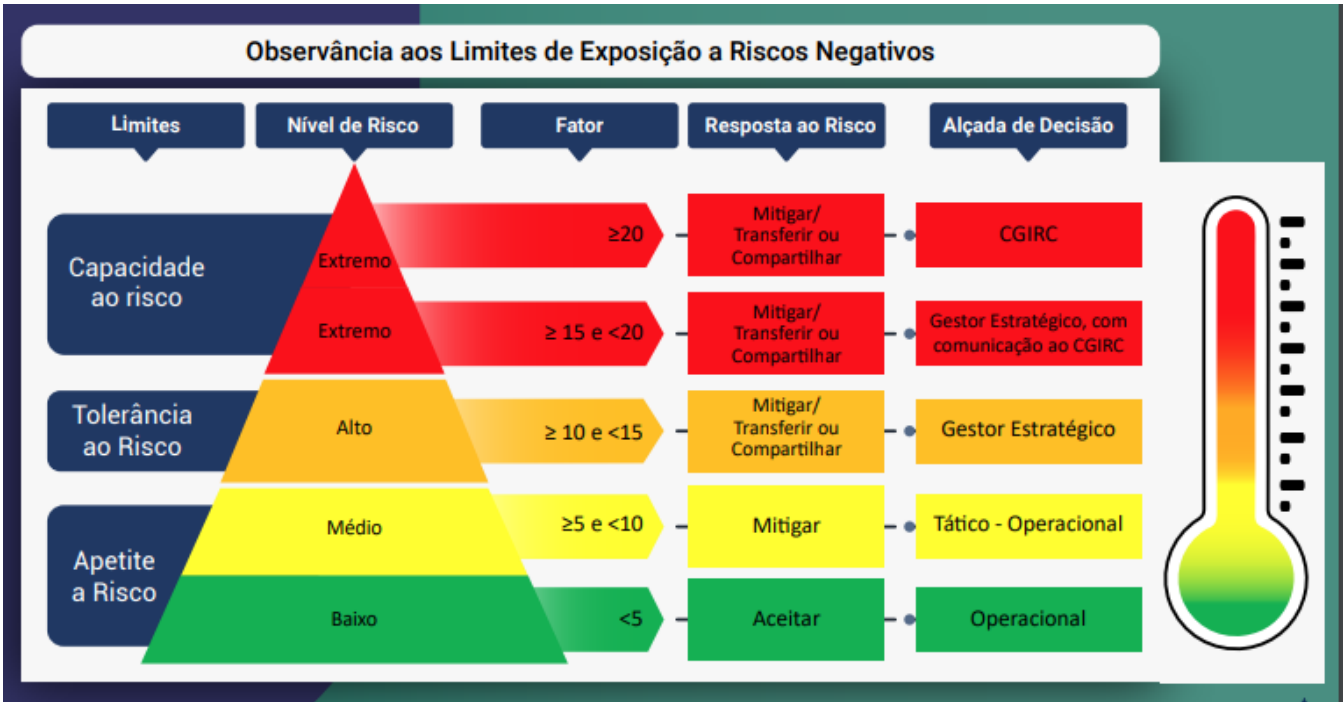 Observância aos Limites de Exposição a Riscos Negativos
Limites
Nível de Risco
Fator
Resposta ao Risco
Alçada de Decisão
Capacidade
ao risco
Extremo
≥20
Mitigar/
Transferir ou
Compartilhar
CGIRC
Extremo
≥ 15 e <20
Mitigar/
Transferir ou
Compartilhar
Gestor Estratégico, com
comunicação ao CGIRC
Tolerância
ao Risco
Alto
≥ 10 e <15
Mitigar/
Transferir ou
Compartilhar
Gestor Estratégico
Apetite
a Risco
Médio
≥5 e <10
Mitigar
Tático - Operacional
Baixo
<5
Aceitar
Operacional